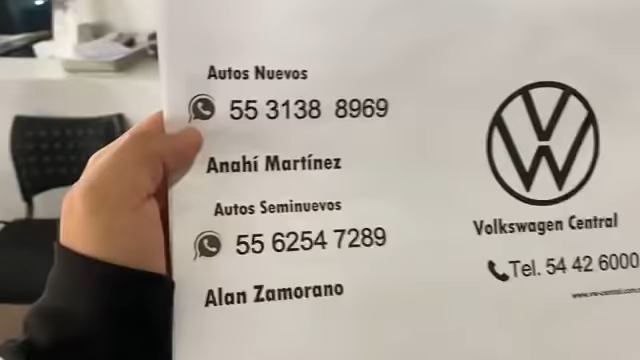 Autos Nuevos
55 3138 8969
Anahí Martínez
Autos Seminuevos
55 6254 7289
Alan Zamorano
Volkswagen Central
Tel. 54 42 6000